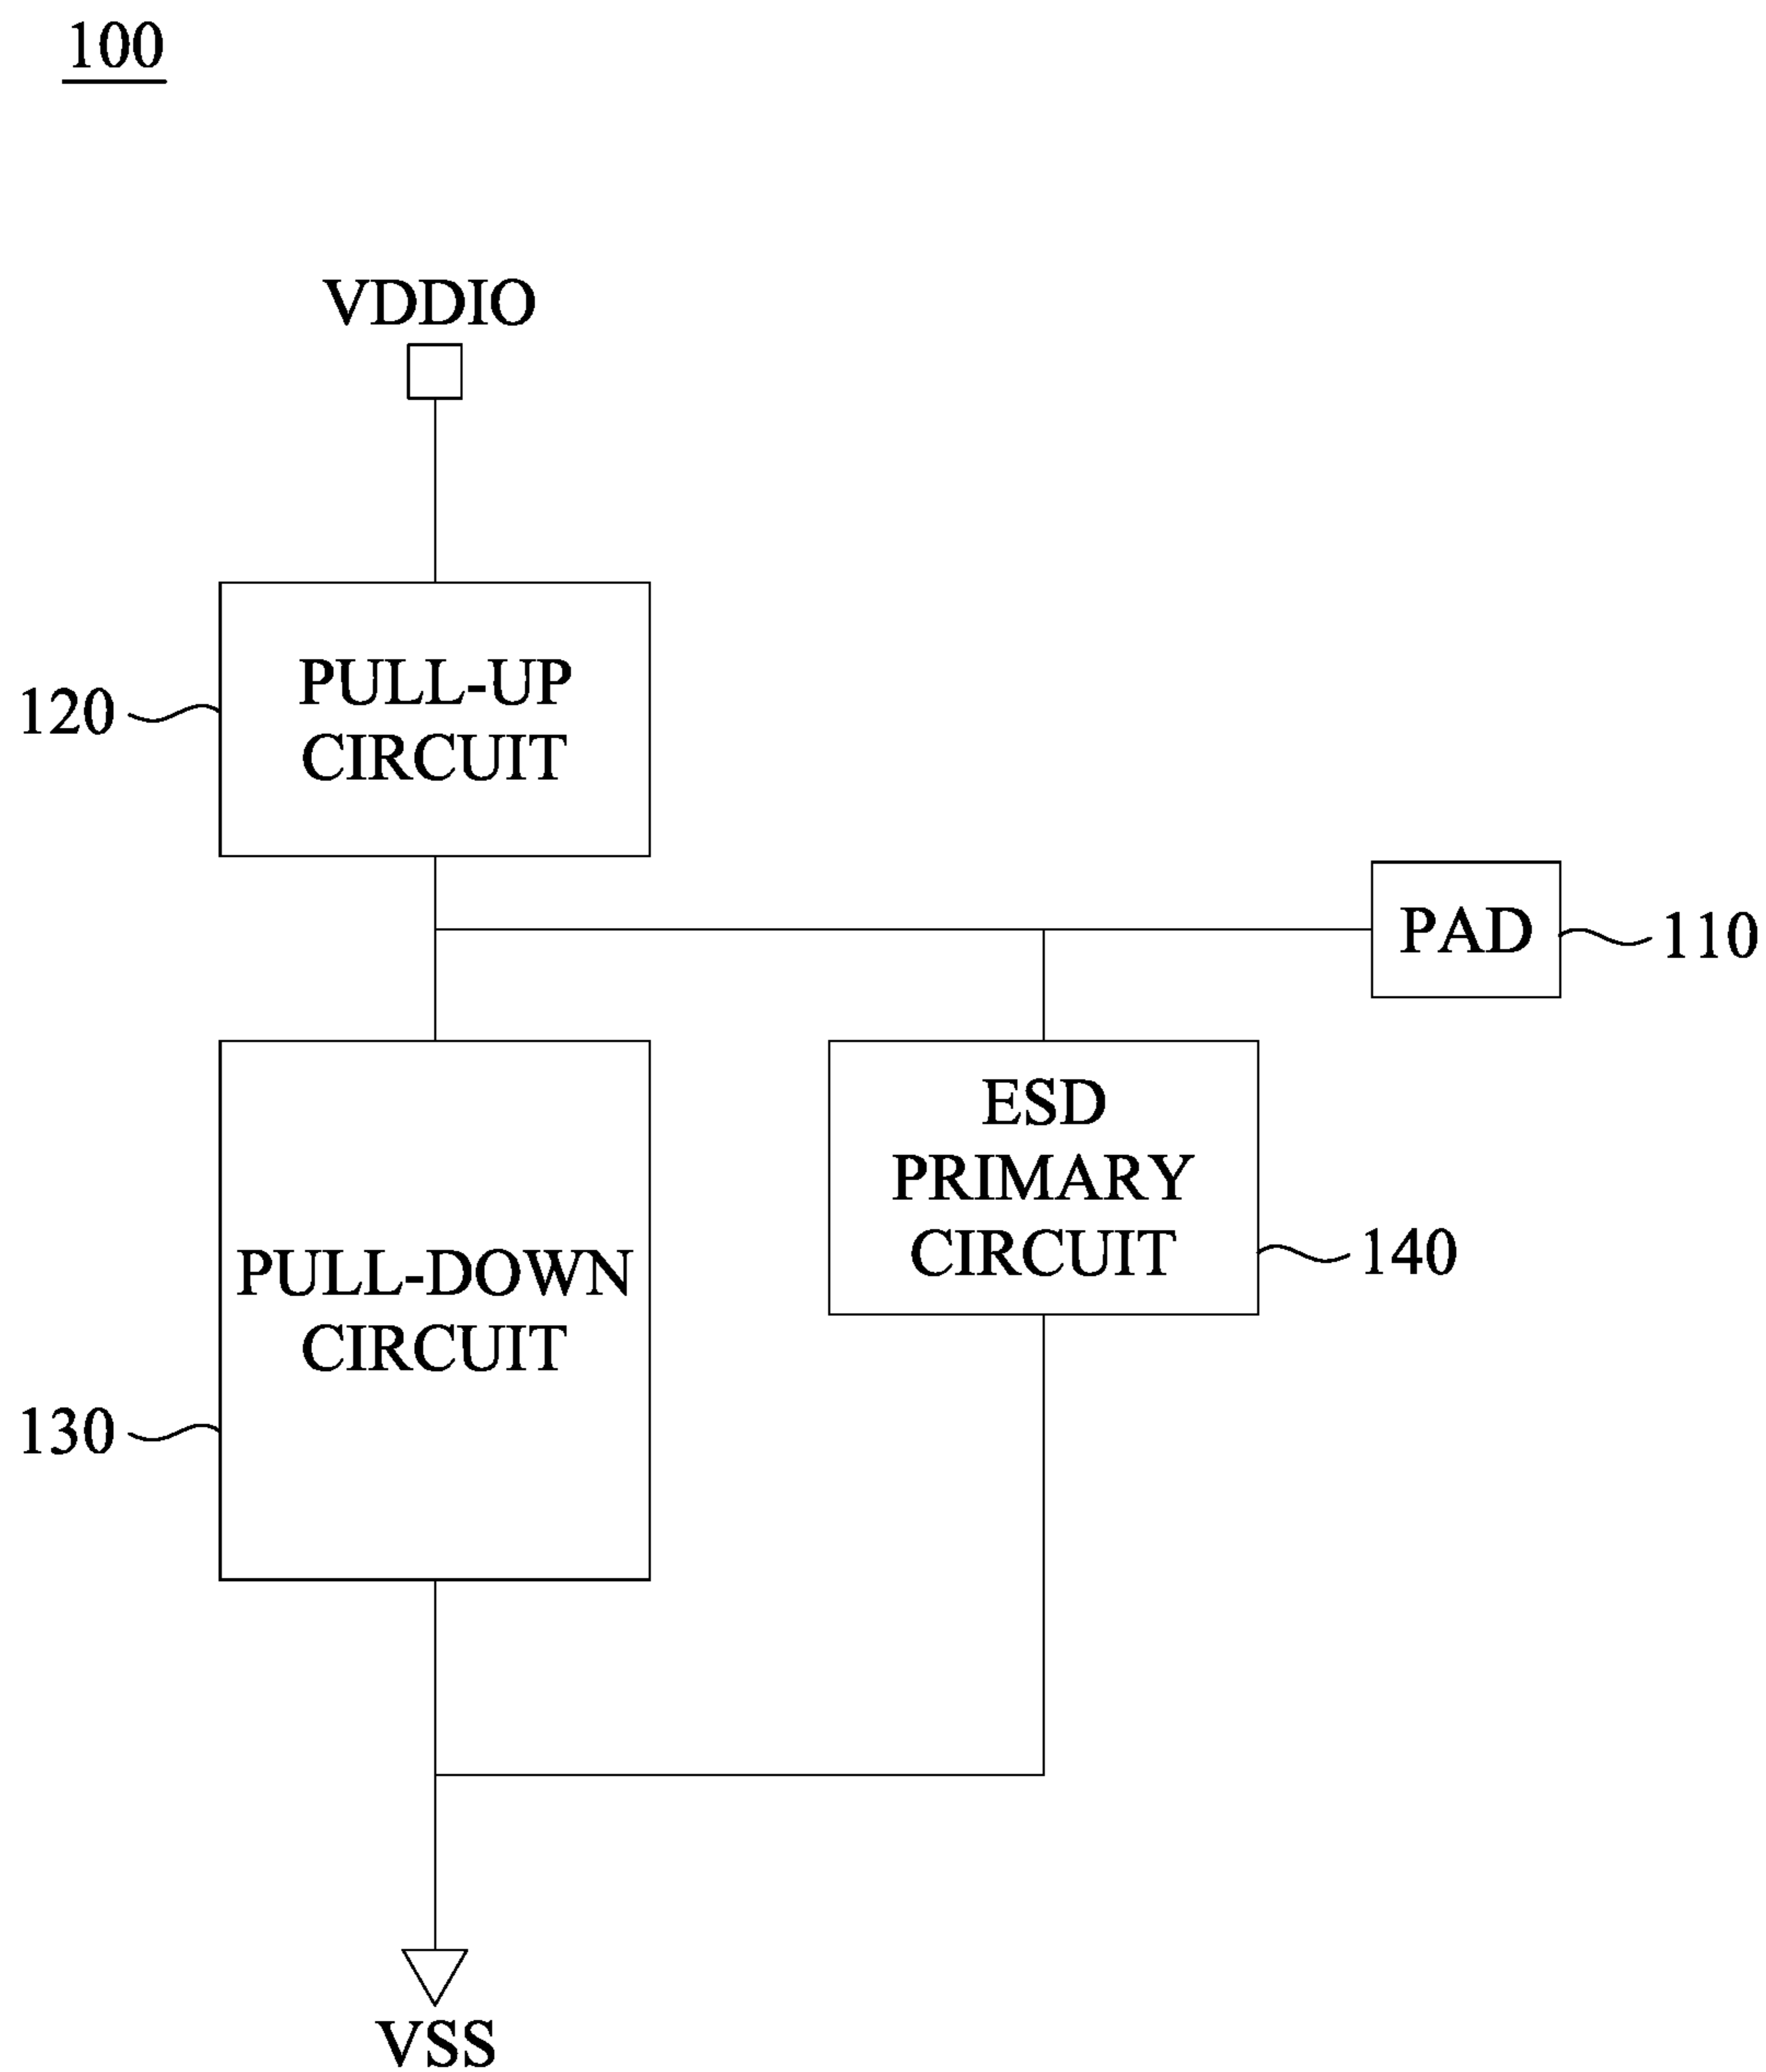 100
VDDIO
PULL-UP
CIRCUIT
120
PAD
110
ESD
PRIMARY
CIRCUIT
140
PULL-DOWN
CIRCUIT
130
VSS